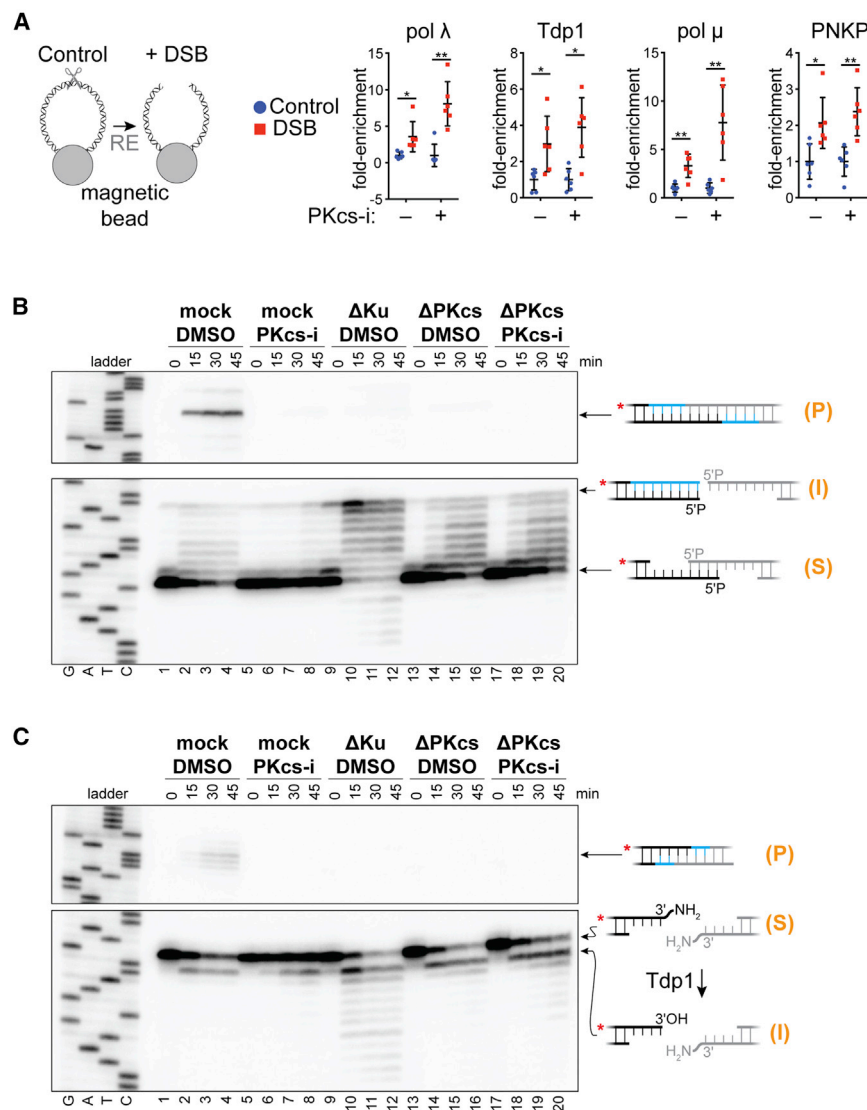 A
Control
+ DSB
RE
magnetic
bead
Control
DSB
pol λ
Tdp1
pol μ
PNKP
fold-enrichment
15
10
5
0
-5
fold-enrichment
6
4
2
0
fold-enrichment
15
10
5
0
fold-enrichment
4
3
2
1
0
* ** * * ** ** * **
PKcs-i: – + – + – + – +
B
mock mock ΔKu ΔPKcs ΔPKcs
DMSO PKcs-i DMSO DMSO PKcs-i
ladder 0 15 30 45 0 15 30 45 0 15 30 45 0 15 30 45 0 15 30 45 min
* (P)
5'P
* (I)
5'P
5'P
* (S)
5'P
G A T C 1 2 3 4 5 6 7 8 9 10 11 12 13 14 15 16 17 18 19 20
C
mock mock ΔKu ΔPKcs ΔPKcs
DMSO PKcs-i DMSO DMSO PKcs-i
ladder 0 15 30 45 0 15 30 45 0 15 30 45 0 15 30 45 0 15 30 45 min
* (P)
3' NH2
* (S)
H2N 3'
Tdp1
3'OH
* (I)
H2N 3'
G A T C 1 2 3 4 5 6 7 8 9 10 11 12 13 14 15 16 17 18 19 20